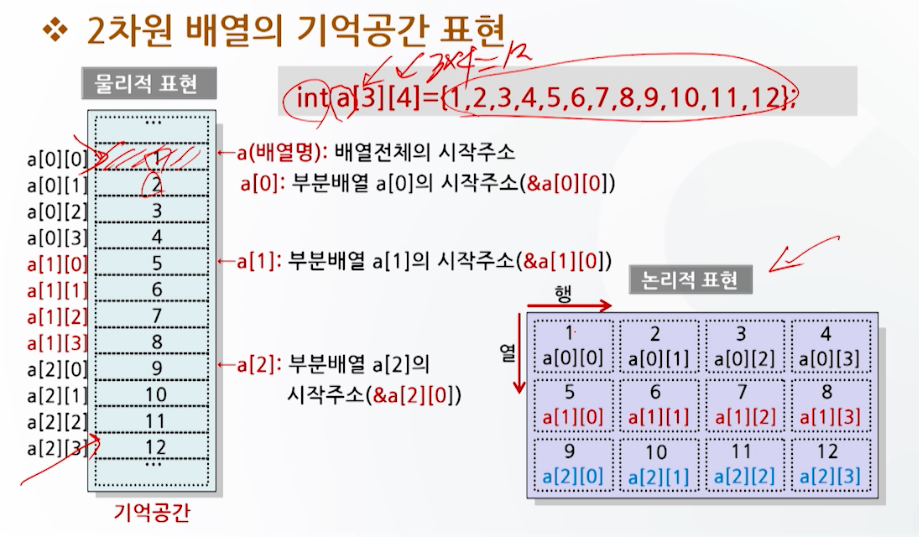 ❖ 2차원 배열의 기억공간 표현
3x4=12
물리적 표현
int a[3][4]={1,2,3,4,5,6,7,8,9,10,11,12};
...
a[0][0] 1 ←a(배열명): 배열전체의 시작주소
a[0][1] 2 a[0]: 부분배열 a[0]의 시작주소(&a[0][0])
a[0][2] 3
a[0][3] 4
a[1][0] 5 ←a[1]: 부분배열 a[1]의 시작주소(&a[1][0])
a[1][1] 6
a[1][2] 7
a[1][3] 8
a[2][0] 9 ←a[2]: 부분배열 a[2]의
a[2][1] 10 시작주소(&a[2][0])
a[2][2] 11
a[2][3] 12
...
기억공간
논리적 표현
행
열
1 2 3 4
a[0][0] a[0][1] a[0][2] a[0][3]
5 6 7 8
a[1][0] a[1][1] a[1][2] a[1][3]
9 10 11 12
a[2][0] a[2][1] a[2][2] a[2][3]